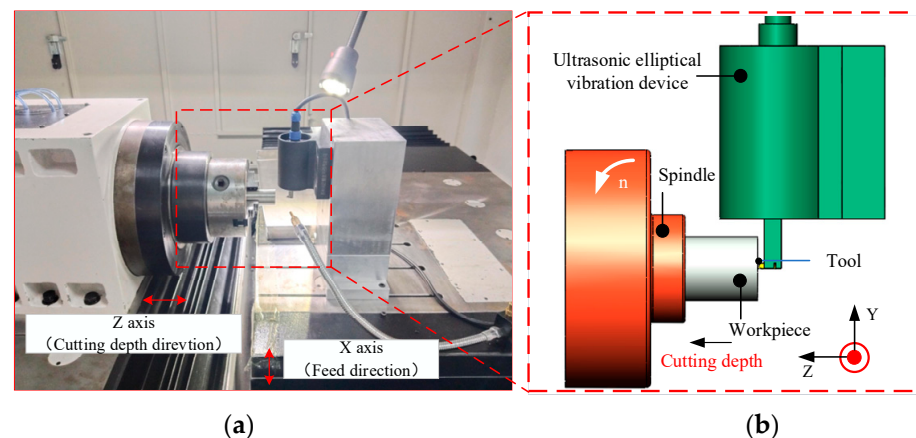 Z axis
（Cutting depth direvtion）
X axis
（Feed direction）
(a)
Ultrasonic elliptical
vibration device
n
Spindle
Tool
Workpiece
Cutting depth
Y
Z
(b)